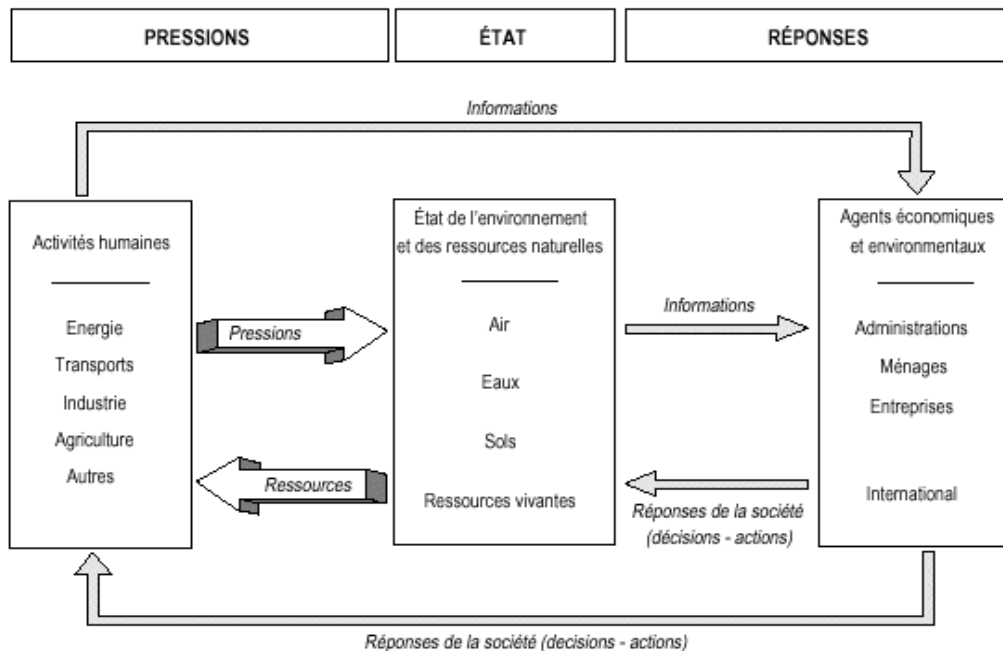 PRESSIONS
ÉTAT
RÉPONSES
Informations
Activités humaines
Energie
Transports
Industrie
Agriculture
Autres
Pressions
Ressources
État de l'environnement
et des ressources naturelles
Air
Eaux
Sols
Ressources vivantes
Informations
Réponses de la société
(décisions - actions)
Agents économiques
et environmentaux
Administrations
Ménages
Entreprises
International
Réponses de la société (decisions - actions)